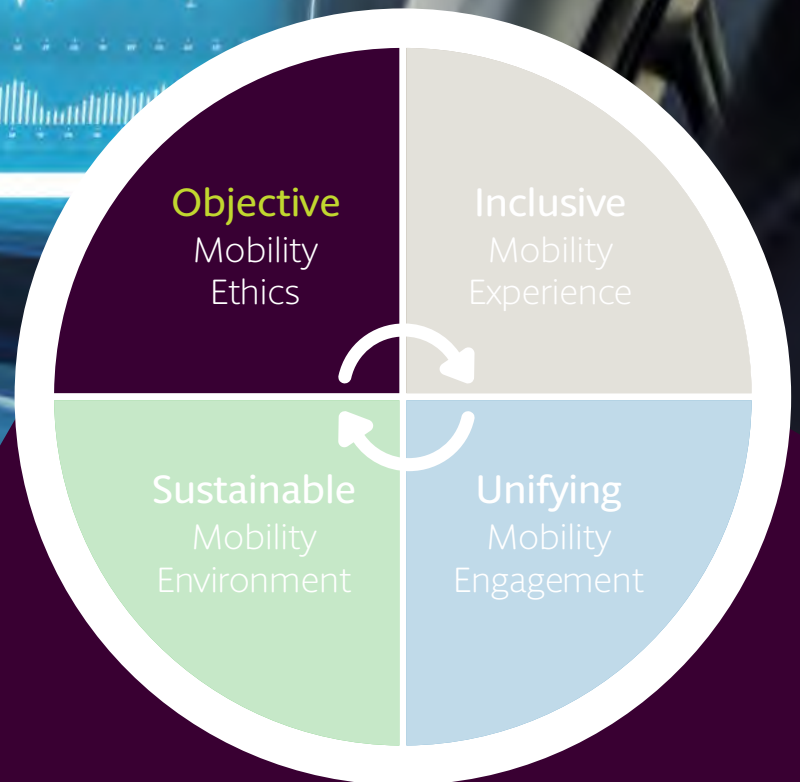 Objective
Mobility
Ethics
Inclusive
Mobility
Experience
Sustainable
Mobility
Environment
Unifying
Mobility
Engagement